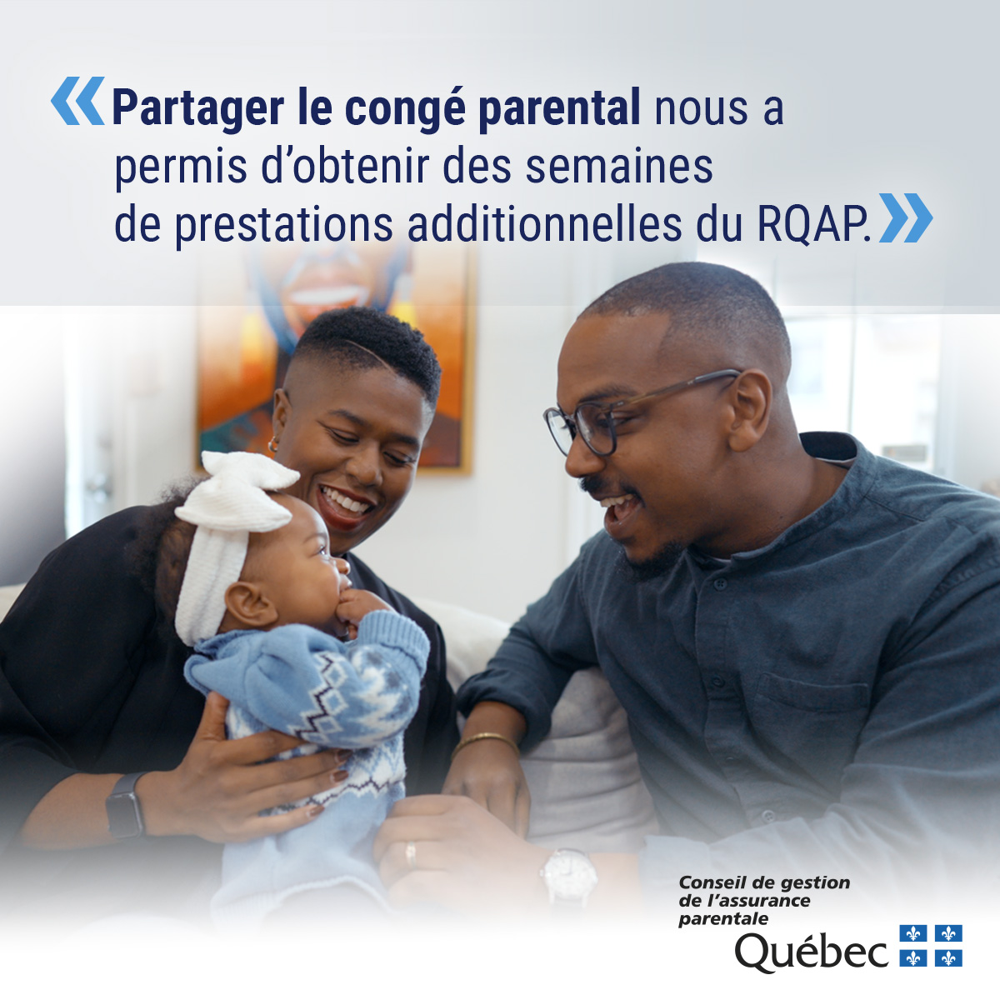 « Partager le congé parental nous a
permis d’obtenir des semaines
de prestations additionnelles du RQAP. »
Conseil de gestion
de l’assurance
parentale
Québec